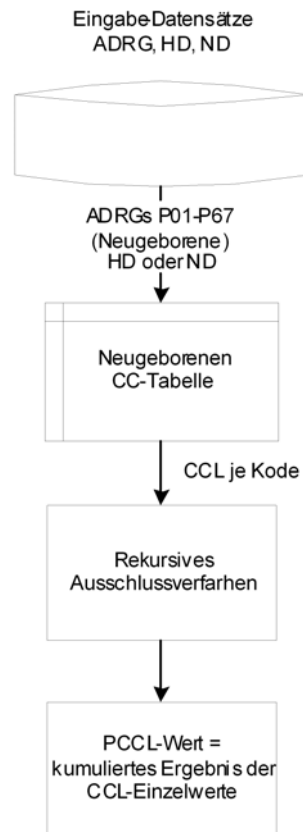 Eingabe-Datensätze
ADRG, HD, ND
ADRGs P01-P67
(Neugeborene)
HD oder ND
Neugeborenen
CC-Tabelle
CCL je Kode
Rekursives
Ausschlussverfarhen
PCCL-Wert =
kumuliertes Ergebnis der
CCL-Einzelwerte